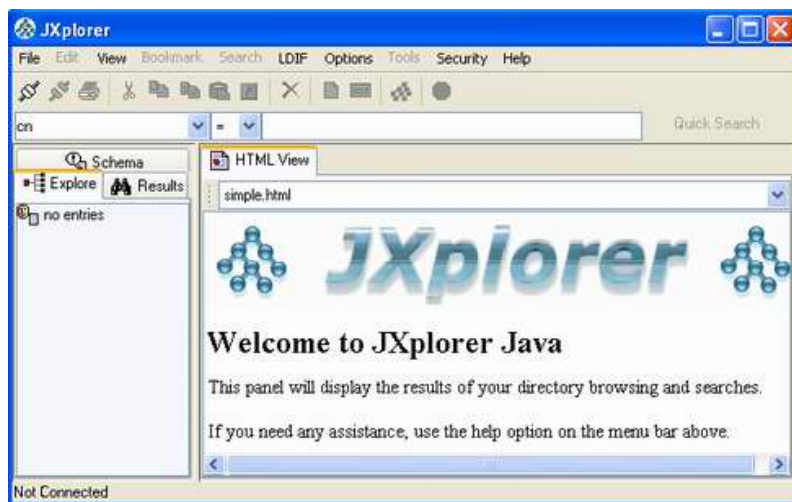 JXplorer
File Edit View Bookmark Search LDIF Options Tools Security Help
cn = Quick Search
Schema
Explore Results
no entries
HTML View
simple.html
JXplorer
Welcome to JXplorer Java
This panel will display the results of your directory browsing and searches.
If you need any assistance, use the help option on the menu bar above.
Not Connected